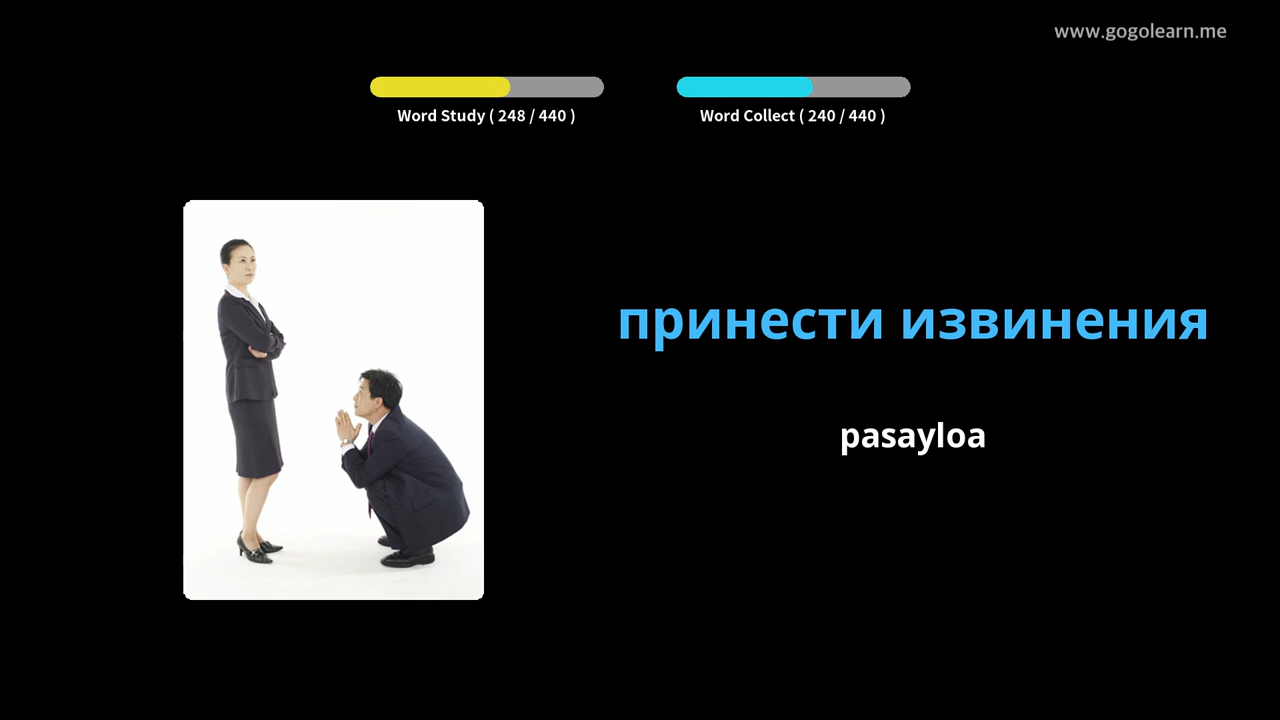 www.gogolearn.me
Word Study ( 248 / 440 )
Word Collect ( 240 / 440 )
принести извинения
pasayloa